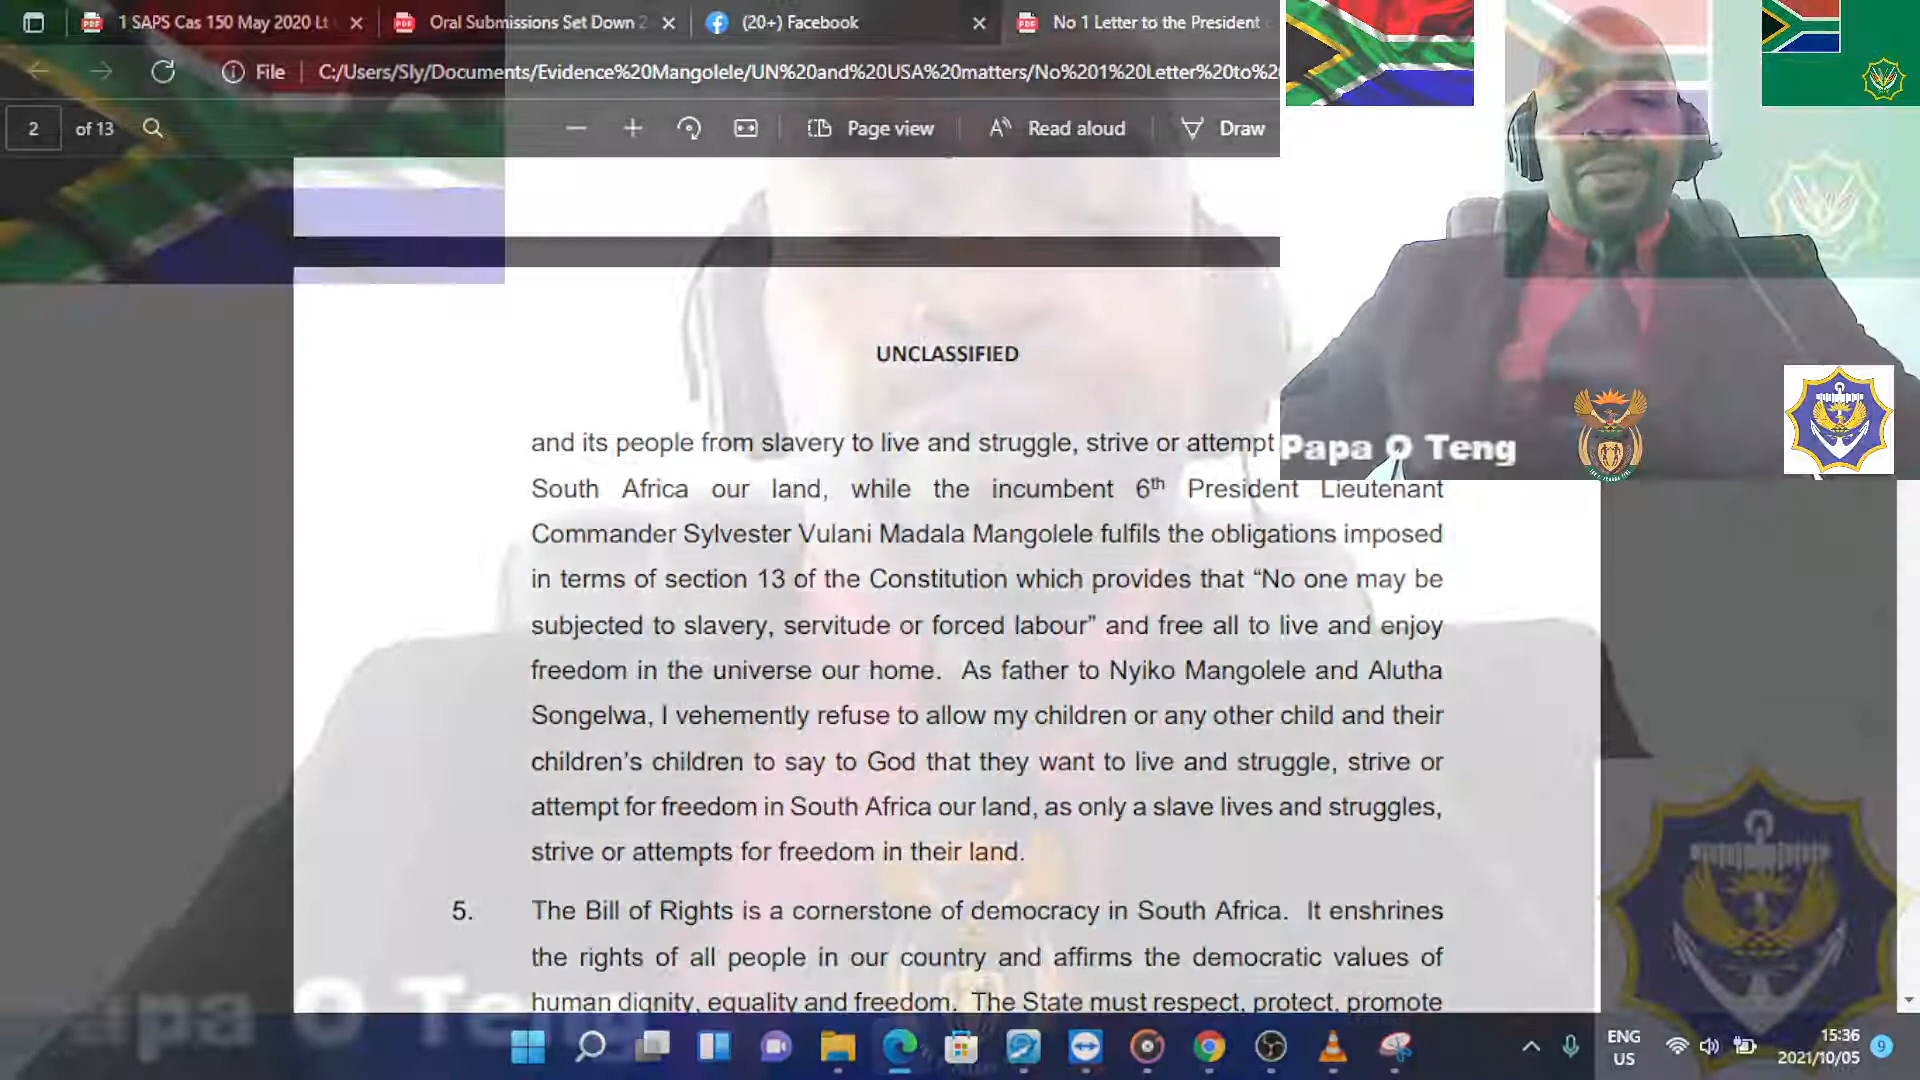 1 SAPS Cas 150 May 2020 Lt
Oral Submissions Set Down 2
(20+) Facebook
No 1 Letter to the President
File
C:/Users/Sly/Documents/Evidence%20Mangolele/UN%20and%20USA%20matters/No%201%20Letter%20to%20
2
of 13
Page view
Read aloud
Draw
UNCLASSIFIED
and its people from slavery to live and struggle, strive or attempt
South Africa our land, while the incumbent 6th President Lieutenant
Commander Sylvester Vulani Madala Mangolele fulfils the obligations imposed
in terms of section 13 of the Constitution which provides that “No one may be
subjected to slavery, servitude or forced labour” and free all to live and enjoy
freedom in the universe our home. As father to Nyiko Mangolele and Alutha
Songelwa, I vehemently refuse to allow my children or any other child and their
children’s children to say to God that they want to live and struggle, strive or
attempt for freedom in South Africa our land, as only a slave lives and struggles,
strive or attempts for freedom in their land.
5. The Bill of Rights is a cornerstone of democracy in South Africa. It enshrines
the rights of all people in our country and affirms the democratic values of
human dignity, equality and freedom. The State must respect, protect, promote
Papa O Teng
apa O Teng
ENG
US
15:36
2021/10/05
9